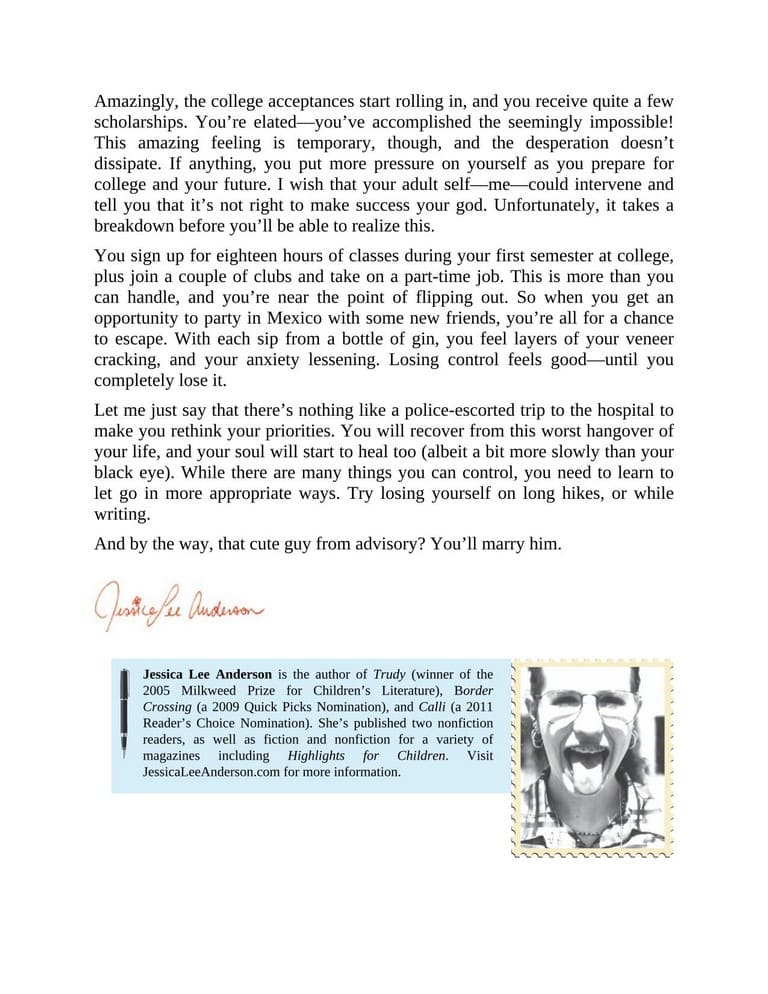 Amazingly, the college acceptances start rolling in, and you receive quite a few
scholarships. You’re elated—you’ve accomplished the seemingly impossible!
This amazing feeling is temporary, though, and the desperation doesn’t
dissipate. If anything, you put more pressure on yourself as you prepare for
college and your future. I wish that your adult self—me—could intervene and
tell you that it’s not right to make success your god. Unfortunately, it takes a
breakdown before you’ll be able to realize this.
You sign up for eighteen hours of classes during your first semester at college,
plus join a couple of clubs and take on a part-time job. This is more than you
can handle, and you’re near the point of flipping out. So when you get an
opportunity to party in Mexico with some new friends, you’re all for a chance
to escape. With each sip from a bottle of gin, you feel layers of your veneer
cracking, and your anxiety lessening. Losing control feels good—until you
completely lose it.
Let me just say that there’s nothing like a police-escorted trip to the hospital to
make you rethink your priorities. You will recover from this worst hangover of
your life, and your soul will start to heal too (albeit a bit more slowly than your
black eye). While there are many things you can control, you need to learn to
let go in more appropriate ways. Try losing yourself on long hikes, or while
writing.
And by the way, that cute guy from advisory? You’ll marry him.
Jessica Lee Anderson
Jessica Lee Anderson is the author of Trudy (winner of the
2005 Milkweed Prize for Children’s Literature), Border
Crossing (a 2009 Quick Picks Nomination), and Calli (a 2011
Reader’s Choice Nomination). She’s published two nonfiction
readers, as well as fiction and nonfiction for a variety of
magazines including Highlights for Children. Visit
JessicaLeeAnderson.com for more information.